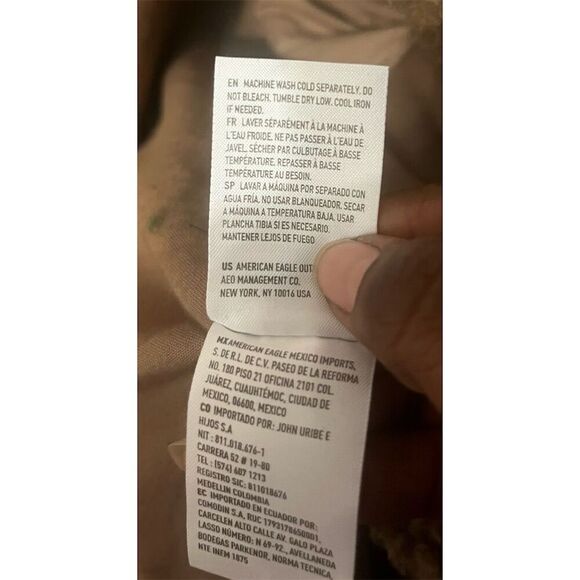 EN MACHINE WASH COLD SEPARATELY. DO
NOT BLEACH. TUMBLE DRY LOW. COOL IRON
IF NEEDED.
FR LAVER SÉPARÉMENT À LA MACHINE À
L'EAU FROIDE. NE PAS PASSER À L'EAU DE
JAVEL. SÉCHER PAR CULBUTAGE À BASSE
TEMPÉRATURE. REPASSER À BASSE
TEMPÉRATURE AU BESOIN.
SP LAVAR A MÁQUINA POR SEPARADO CON
AGUA FRÍA. NO USAR BLANQUEADOR. SECAR
A MÁQUINA A TEMPERATURA BAJA. USAR
PLANCHA TIBIA SI ES NECESARIO.
MANTENER LEJOS DE FUEGO
US AMERICAN EAGLE OUT
AEO MANAGEMENT CO.
NEW YORK, NY 10016 USA
MX AMERICAN EAGLE MEXICO IMPORTS,
S. DE R.L. DE C.V. PASEO DE LA REFORMA
NO. 180 PISO 21 OFICINA 2101 COL.
JUÁREZ, CUAUHTÉMOC, CIUDAD DE
MEXICO, 06600, MEXICO
CO IMPORTADO POR: JOHN URIBE E
HIJOS S.A
NIT : 811.018.676-1
CARRERA 52 # 19-80
TEL : (574) 607 1213
REGISTRO SIC: 811018676
MEDELLIN COLOMBIA
EC IMPORTADO EN ECUADOR POR:
COMODIN S.A. RUC 1793178650001.
CARCELEN ALTO CALLE AV. GALO PLAZA
LASSO NÚMERO: N 69-92., AVELLANEDA
BODEGAS PARKENOR, NORMA TECNICA
NTE INEM 1875